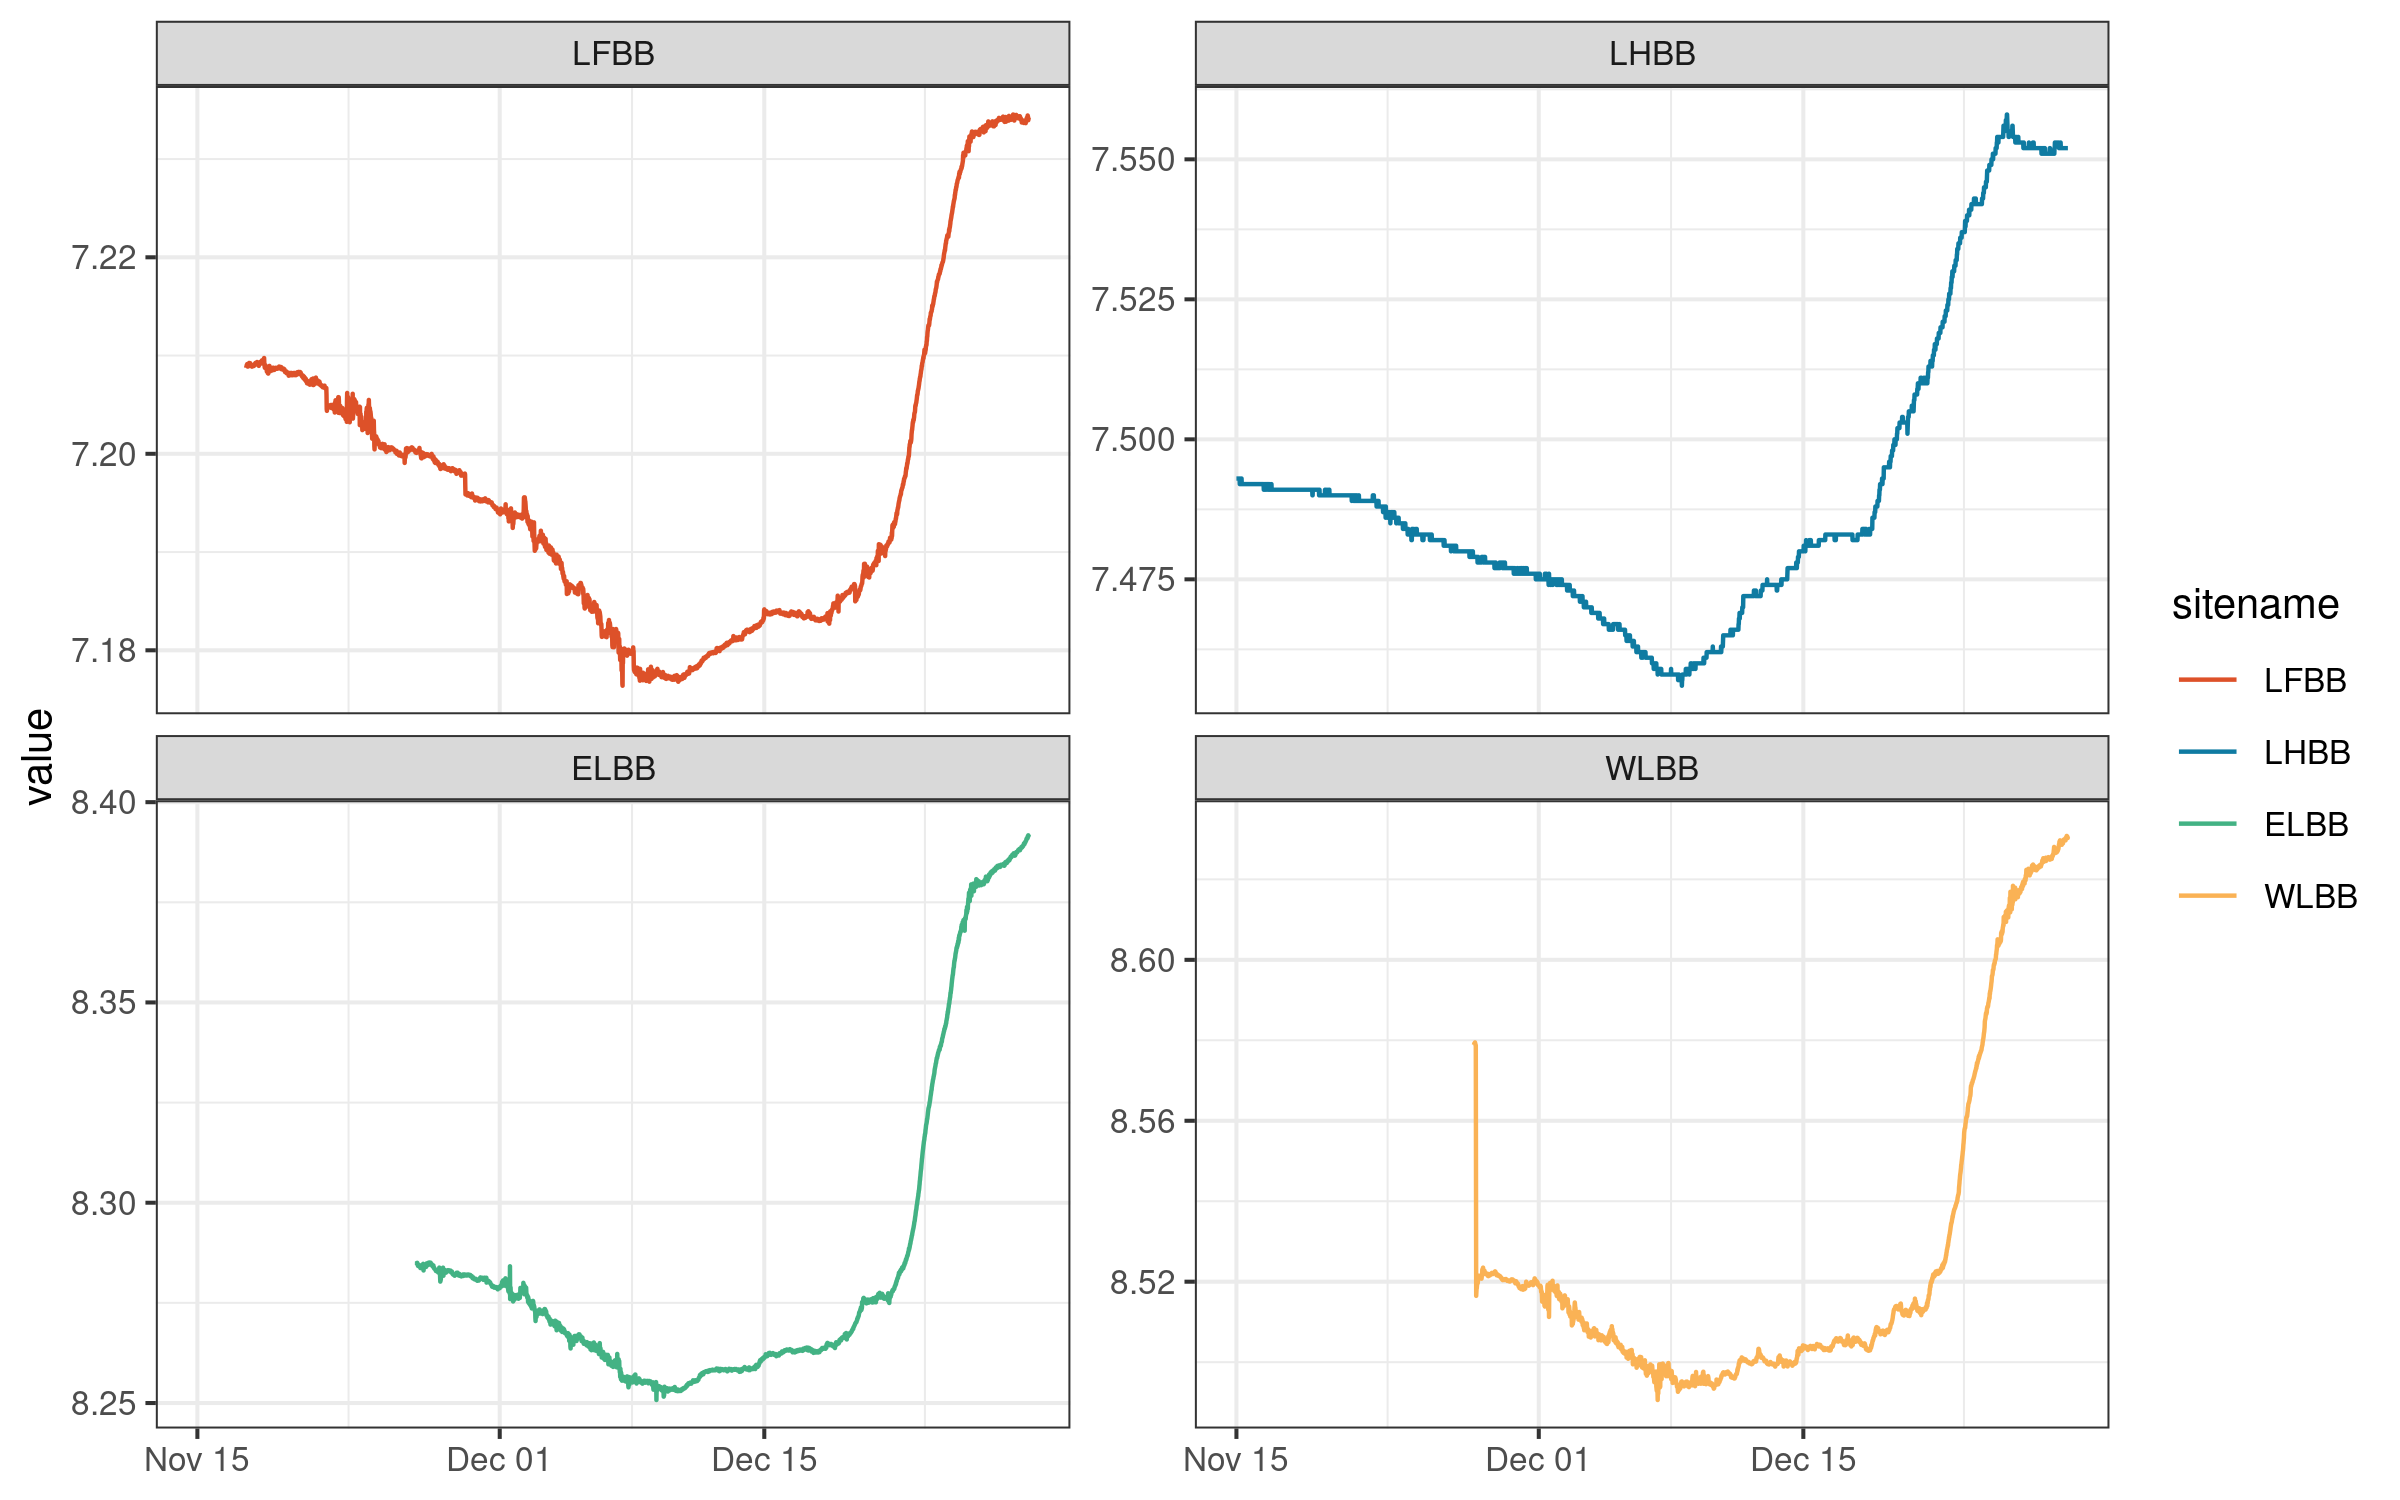 LFBB
LHBB
7.22
7.20
7.18
7.550
7.525
7.500
7.475
value
ELBB
WLBB
8.40
8.35
8.30
8.25
8.60
8.56
8.52
Nov 15
Dec 01
Dec 15
Nov 15
Dec 01
Dec 15
sitename
LFBB
LHBB
ELBB
WLBB